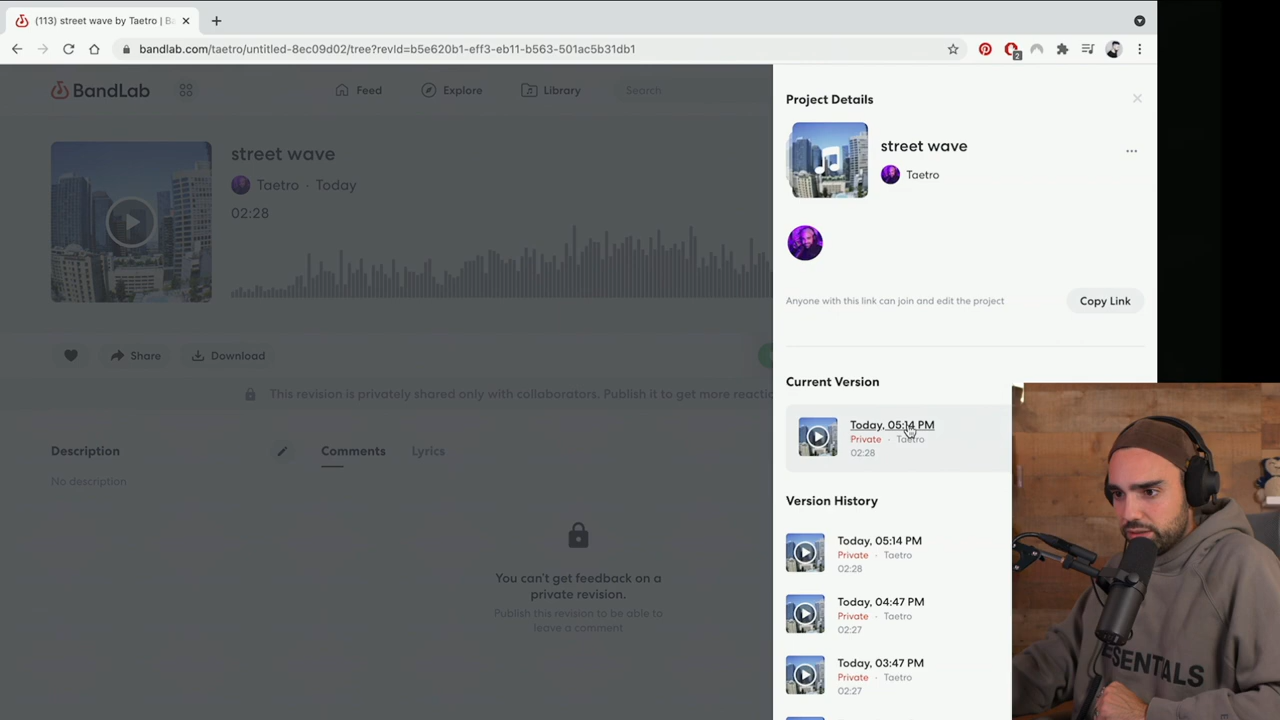 (113) street wave by Taetro | Ba
bandlab.com/taetro/untitled-8ec09d02/tree?revId=b5e620b1-eff3-eb11-b563-501ac5b31db1
2
BandLab
Feed
Explore
Library
Search
street wave
Taetro · Today
02:28
Share
Download
This revision is privately shared only with collaborators. Publish it to get more reactio
Description
Comments
Lyrics
No description
You can't get feedback on a
private revision.
Publish this revision to be able to
leave a comment
Project Details
street wave
Taetro
Anyone with this link can join and edit the project
Copy Link
Current Version
Today, 05:14 PM
Private · Taetro
02:28
Version History
Today, 05:14 PM
Private · Taetro
02:28
Today, 04:47 PM
Private · Taetro
02:27
Today, 03:47 PM
Private · Taetro
02:27
ESSENTIALS